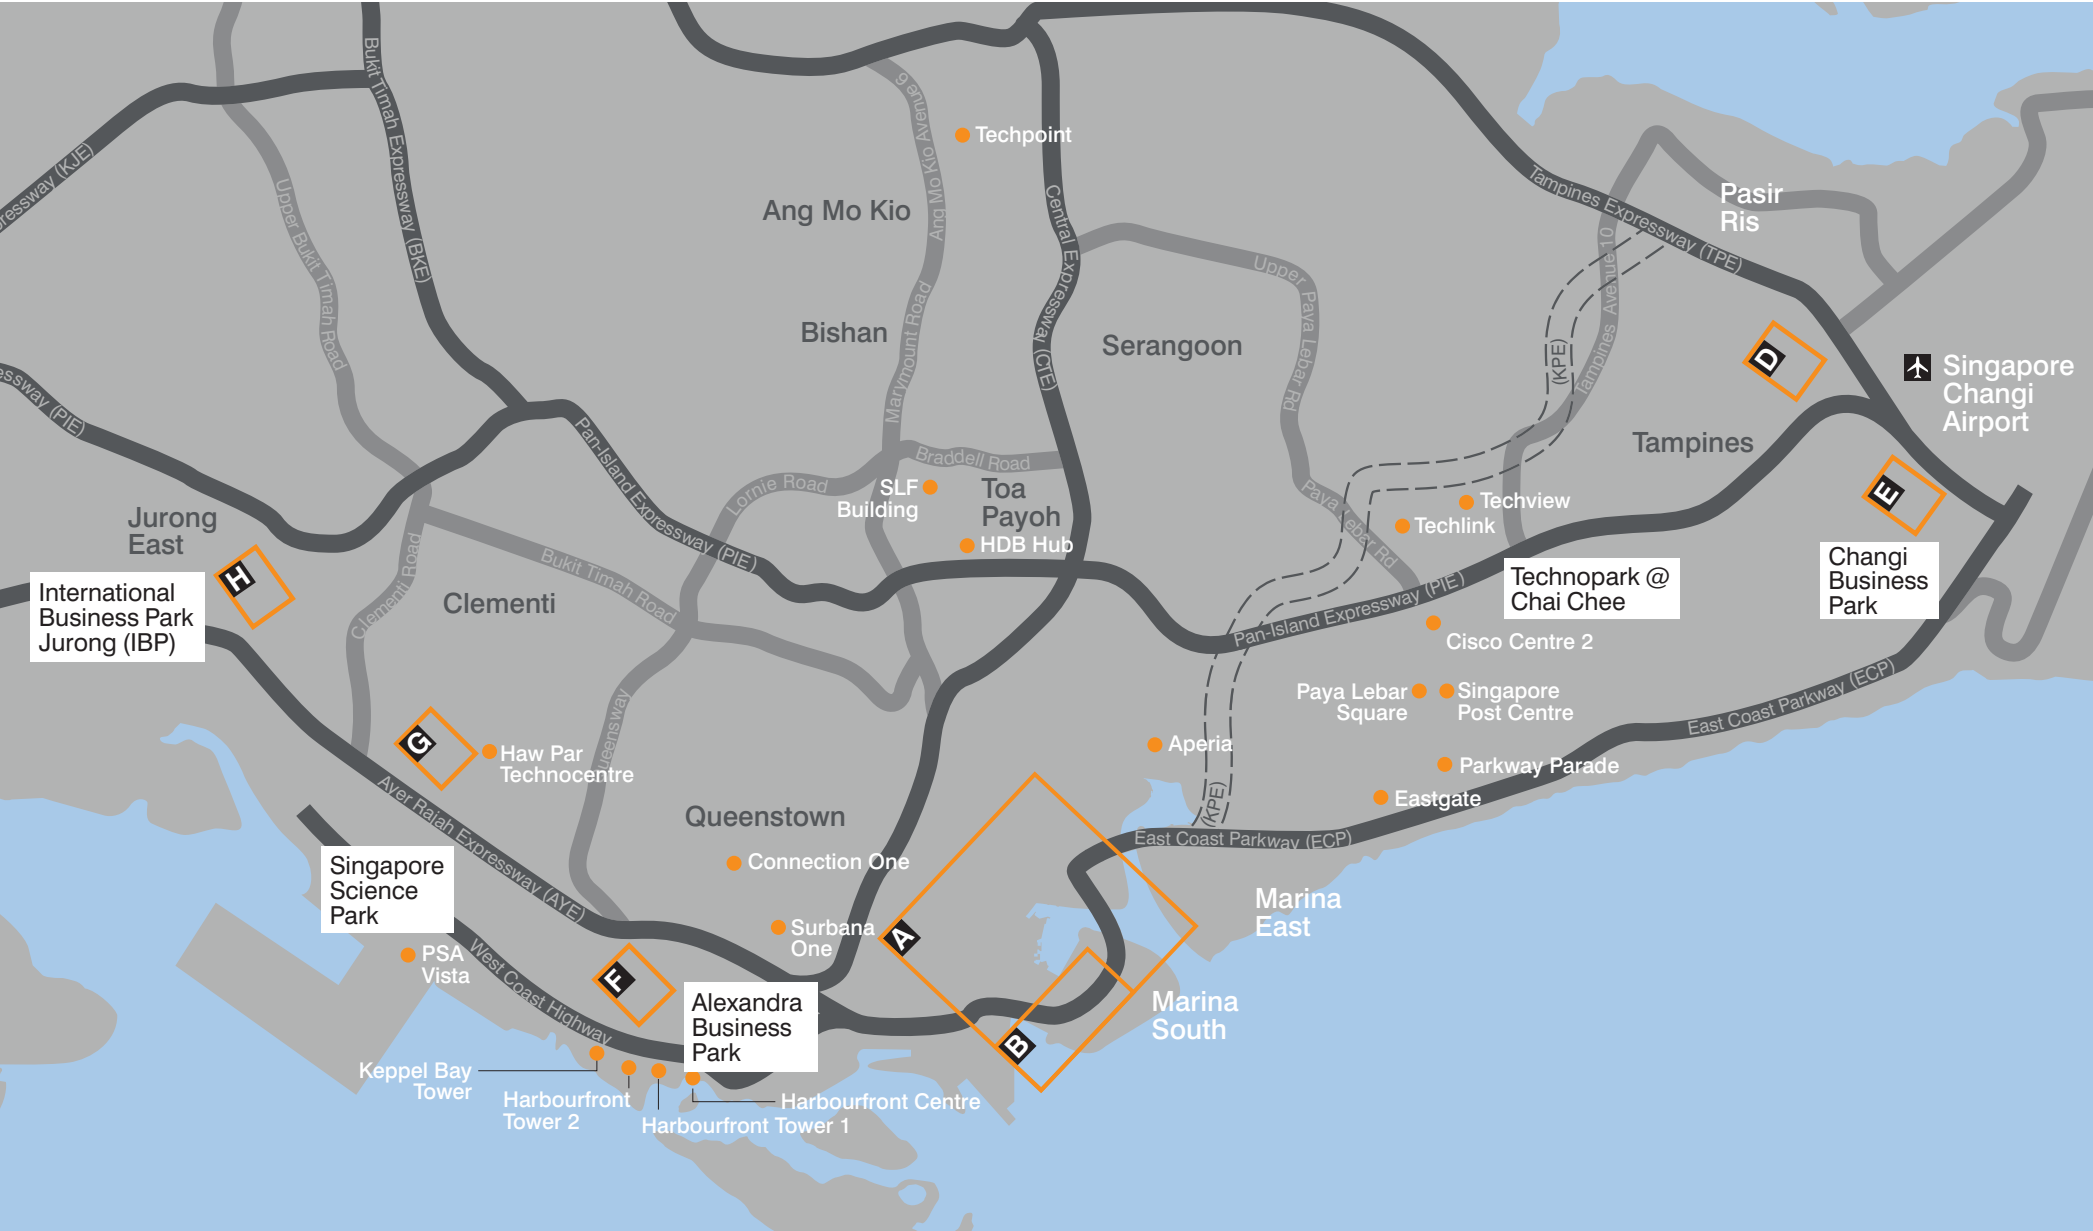 Bukit Timah Expressway (BKE)
pressway (KJE)
Upper Bukit Timah Road
Ang Mo Kio Avenue 6
Techpoint
Ang Mo Kio
Central Expressway (CTE)
Tampines Expressway (TPE)
Pasir
Ris
Upper Paya Lebar Rd
Tampines Avenue 10
Bishan
Marymount Road
Serangoon
(KPE)
D
Singapore
Changi
Airport
essway (PIE)
Pan-Island Expressway (PIE)
Tampines
Braddell Road
Lornie Road
SLF
Building
Toa
Payoh
HDB Hub
Paya Lebar Rd
Techview
Techlink
E
Jurong
East
H
International
Business Park
Jurong (IBP)
Clementi Road
Clementi
Bukit Timah Road
Pan-Island Expressway (PIE)
Technopark @
Chai Chee
Changi
Business
Park
Cisco Centre 2
Paya Lebar
Square
Singapore
Post Centre
East Coast Parkway (ECP)
G
Haw Par
Technocentre
ueensway
Aperia
Parkway Parade
Eastgate
(KPE)
East Coast Parkway (ECP)
Ayer Rajah Expressway (AYE)
Queenstown
Connection One
Singapore
Science
Park
Surbana
One
A
Marina
East
PSA
Vista
West Coast Highway
F
Alexandra
Business
Park
B
Marina
South
Keppel Bay
Tower
Harbourfront
Tower 2
Harbourfront Centre
Harbourfront Tower 1